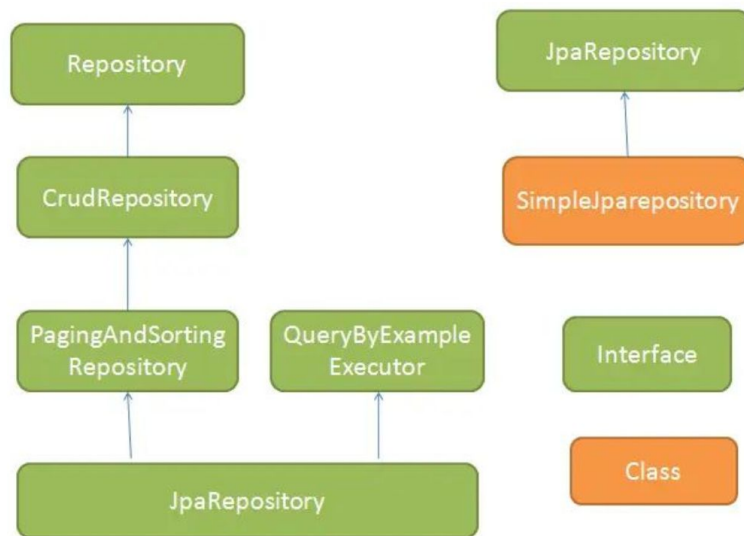 Repository
JpaRepository
CrudRepository
SimpleJparepository
PagingAndSorting
Repository
QueryByExample
Executor
Interface
JpaRepository
Class